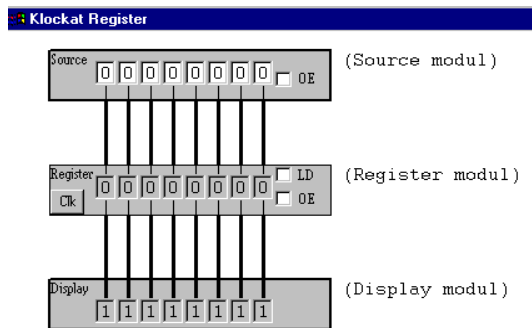 Klockat Register
Source 0 0 0 0 0 0 0 0 OE (Source modul)
Register 0 0 0 0 0 0 0 0 LD (Register modul)
Clk OE
Display 1 1 1 1 1 1 1 1 (Display modul)